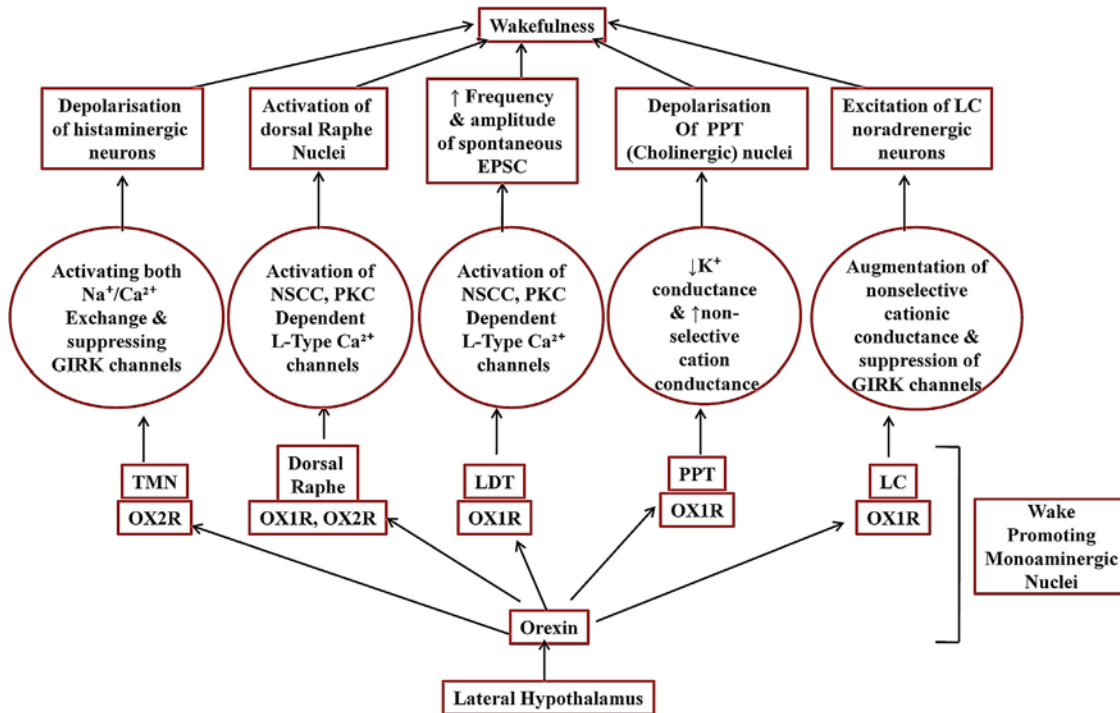 Wakefulness
Depolarisation
of histaminergic
neurons
Activation of
dorsal Raphe
Nuclei
↑ Frequency
& amplitude
of spontaneous
EPSC
Depolarisation
Of PPT
(Cholinergic) nuclei
Excitation of LC
noradrenergic
neurons
Activating both
Na⁺/Ca²⁺
Exchange &
suppressing
GIRK channels
Activation of
NSCC, PKC
Dependent
L-Type Ca²⁺
channels
Activation of
NSCC, PKC
Dependent
L-Type Ca²⁺
channels
↓K⁺
conductance
& ↑non-
selective
cation
conductance
Augmentation of
nonselective
cationic
conductance &
suppression of
GIRK channels
TMN
OX2R
Dorsal
Raphe
OX1R, OX2R
LDT
OX1R
PPT
OX1R
LC
OX1R
Wake
Promoting
Monoaminergic
Nuclei
Orexin
Lateral Hypothalamus